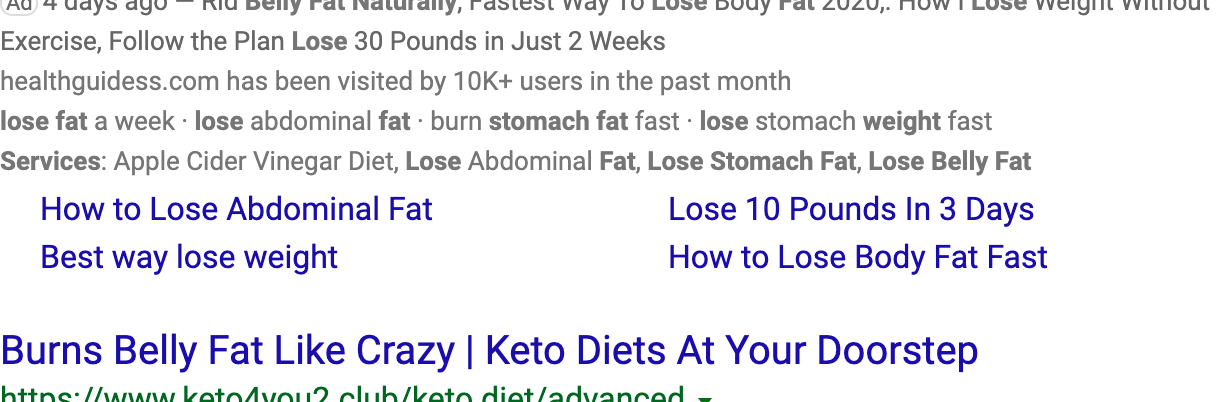 Ad 4 days ago — Rid Belly Fat Naturally, Fastest Way To Lose Body Fat 2020,. How I Lose Weight Without
Exercise, Follow the Plan Lose 30 Pounds in Just 2 Weeks
healthguidess.com has been visited by 10K+ users in the past month
lose fat a week · lose abdominal fat · burn stomach fat fast · lose stomach weight fast
Services: Apple Cider Vinegar Diet, Lose Abdominal Fat, Lose Stomach Fat, Lose Belly Fat
How to Lose Abdominal Fat Lose 10 Pounds In 3 Days
Best way lose weight How to Lose Body Fat Fast
Burns Belly Fat Like Crazy | Keto Diets At Your Doorstep
https://www.keto4you2.club/keto.diet/advanced